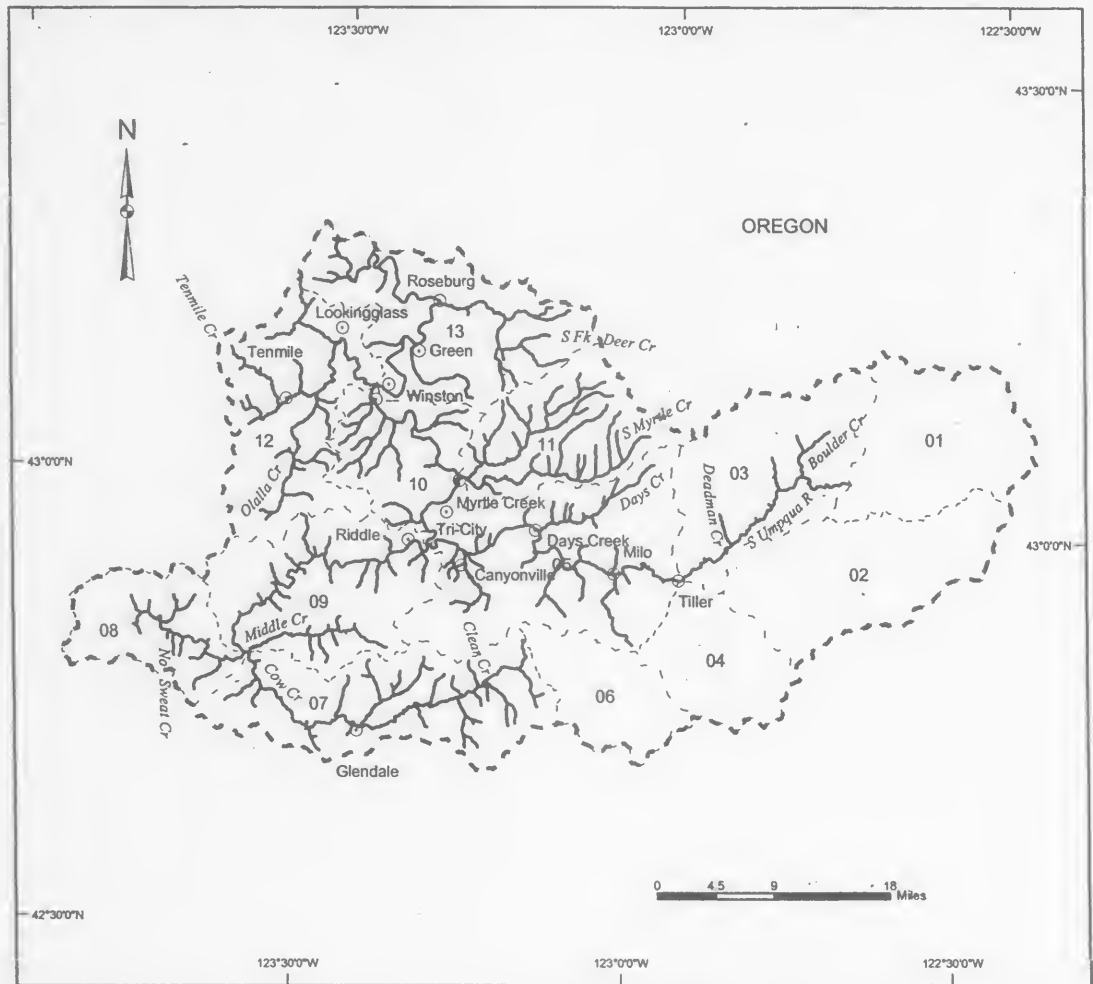 123°30'0"W
123°0'0"W
122°30'0"W
43°30'0"N
N
OREGON
Tenmile Cr
Roseburg
Lookingglass
13
Green
S Fk Deer Cr
Tenmile
Winston
12
11
S Myrtle Cr
01
43°0'0"N
Olalla Cr
10
Days Cr
Deadman Cr
03
Boulder Cr
S Umpqua R
Myrtle Creek
Riddle
Tri-City
Days Creek
43°0'0"N
Canyonville
05
Milo
02
Tiller
09
Middle Cr
08
Clear Cr
04
No Sweat Cr
Cow Cr
07
06
Glendale
0
4.5
9
18
Miles
42°30'0"N
123°30'0"W
123°0'0"W
122°30'0"W